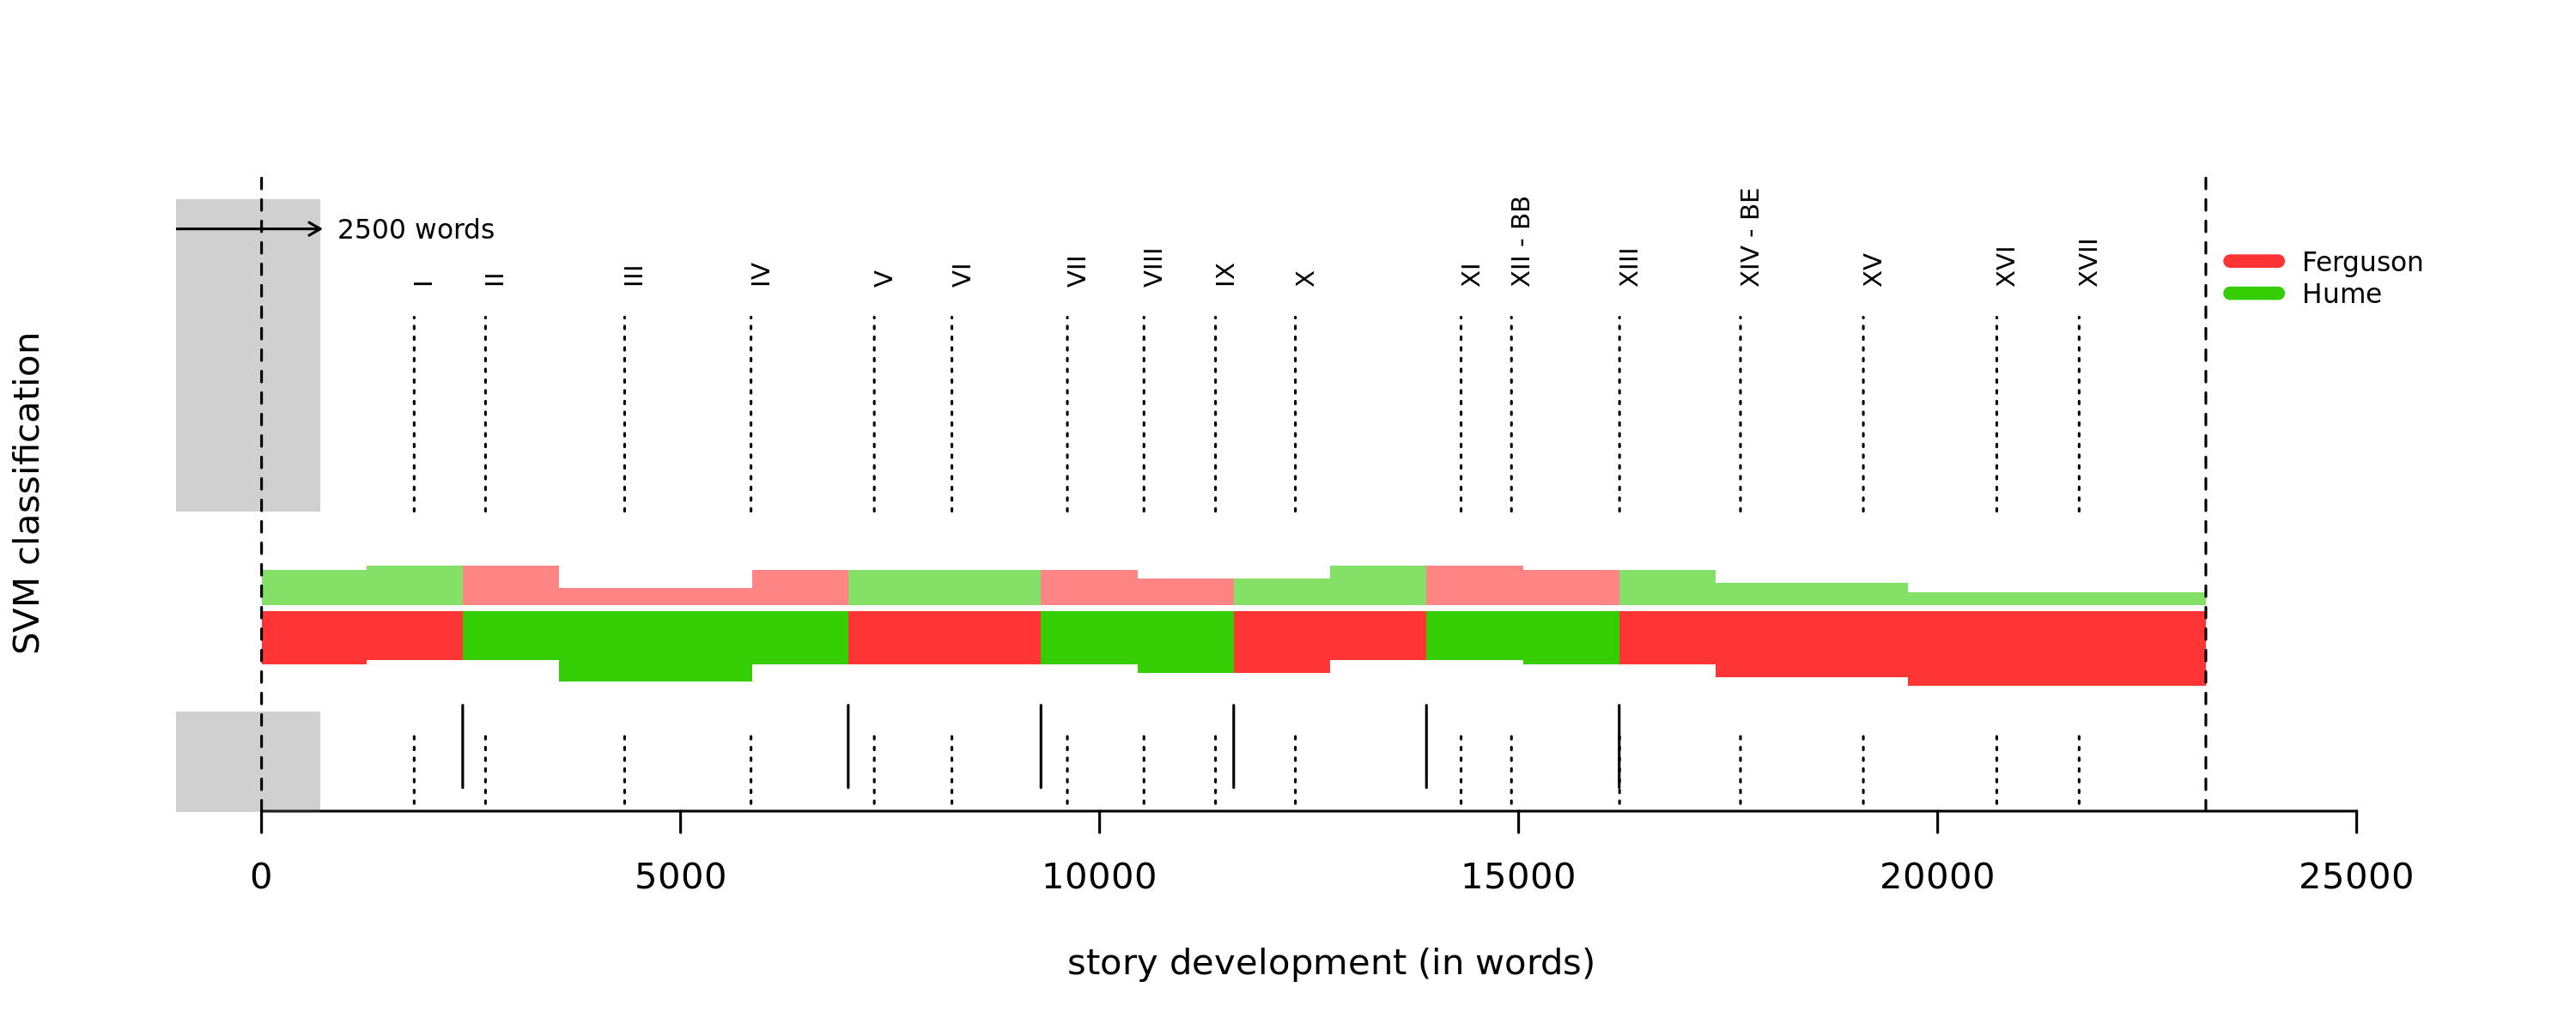 2500 words
I
II
III
IV
V
VI
VII
VIII
IX
X
XI
XII - BB
XIII
XIV - BE
XV
XVI
XVII
Ferguson
Hume
SVM classification
0
5000
10000
15000
20000
25000
story development (in words)